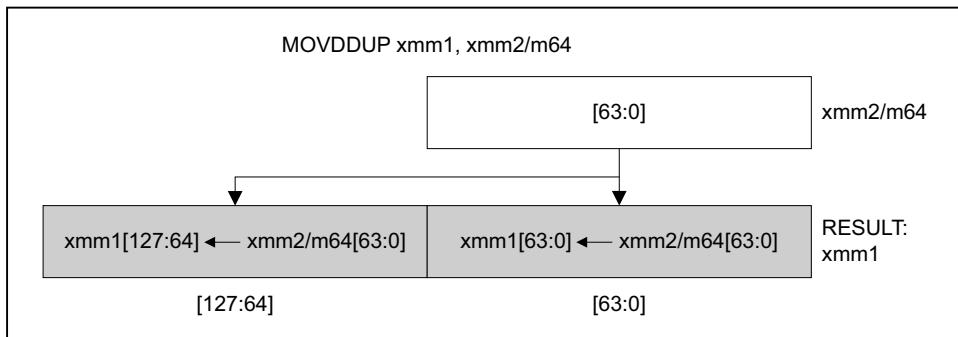 MOVDDUP xmm1, xmm2/m64
[63:0]
xmm2/m64
xmm1[127:64] ← xmm2/m64[63:0]
xmm1[63:0] ← xmm2/m64[63:0]
RESULT:
xmm1
[127:64]
[63:0]